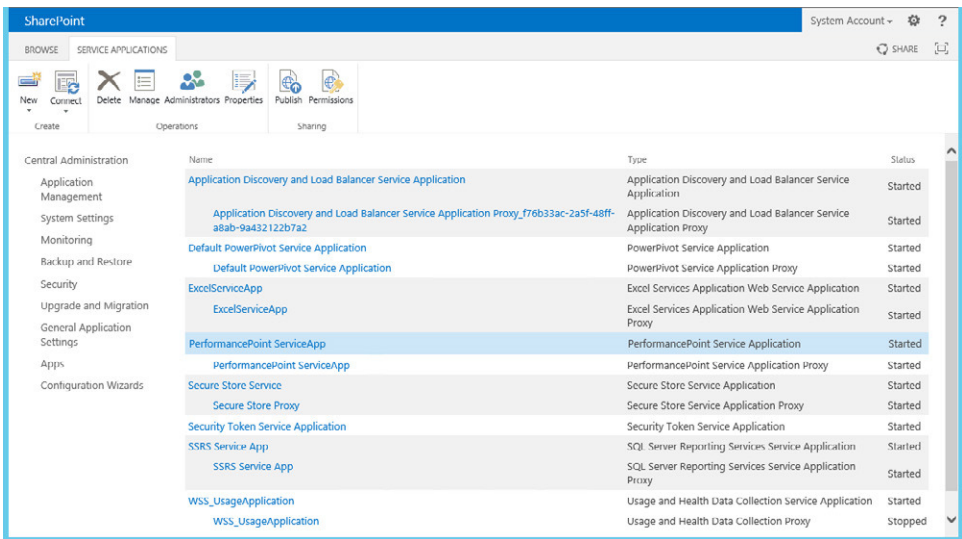 SharePoint
System Account
?
BROWSE
SERVICE APPLICATIONS
SHARE
New
Connect
Delete
Manage
Administrators
Properties
Publish
Permissions
Create
Operations
Sharing
Central Administration
Application
Management
System Settings
Monitoring
Backup and Restore
Security
Upgrade and Migration
General Application
Settings
Apps
Configuration Wizards
Name Type Status
Application Discovery and Load Balancer Service Application
Application Discovery and Load Balancer Service
Application
Started
Application Discovery and Load Balancer Service Application Proxy_f76b33ac-2a5f-48ff-
a8ab-9a432122b7a2
Application Discovery and Load Balancer Service
Application Proxy
Started
Default PowerPivot Service Application PowerPivot Service Application Started
Default PowerPivot Service Application PowerPivot Service Application Proxy Started
ExcelServiceApp Excel Services Application Web Service Application Started
ExcelServiceApp
Excel Services Application Web Service Application
Proxy
Started
PerformancePoint ServiceApp PerformancePoint Service Application Started
PerformancePoint ServiceApp PerformancePoint Service Application Proxy Started
Secure Store Service Secure Store Service Application Started
Secure Store Proxy Secure Store Service Application Proxy Started
Security Token Service Application Security Token Service Application Started
SSRS Service App SQL Server Reporting Services Service Application Started
SSRS Service App
SQL Server Reporting Services Service Application
Proxy
Started
WSS_UsageApplication Usage and Health Data Collection Service Application Started
WSS_UsageApplication Usage and Health Data Collection Proxy Stopped